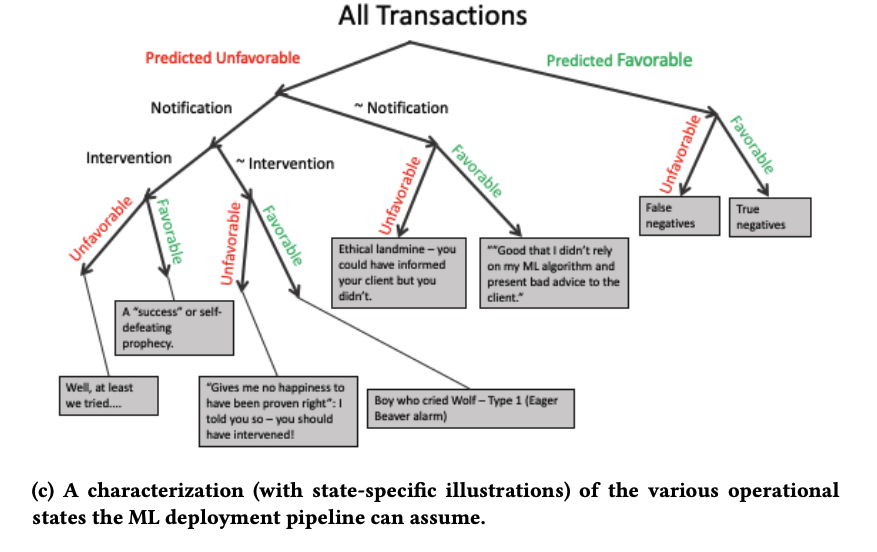 All Transactions
Predicted Unfavorable
Predicted Favorable
Notification
~ Notification
Intervention
~ Intervention
Unfavorable
Favorable
Unfavorable
Favorable
Unfavorable
Favorable
Unfavorable
Favorable
False
negatives
True
negatives
Ethical landmine – you
could have informed
your client but you
didn't.
""Good that I didn't rely
on my ML algorithm and
present bad advice to the
client."
A "success" or self-
defeating
prophecy.
Well, at least
we tried....
"Gives me no happiness to
have been proven right": I
told you so – you should
have intervened!
Boy who cried Wolf – Type 1 (Eager
Beaver alarm)
(c) A characterization (with state-specific illustrations) of the various operational
states the ML deployment pipeline can assume.